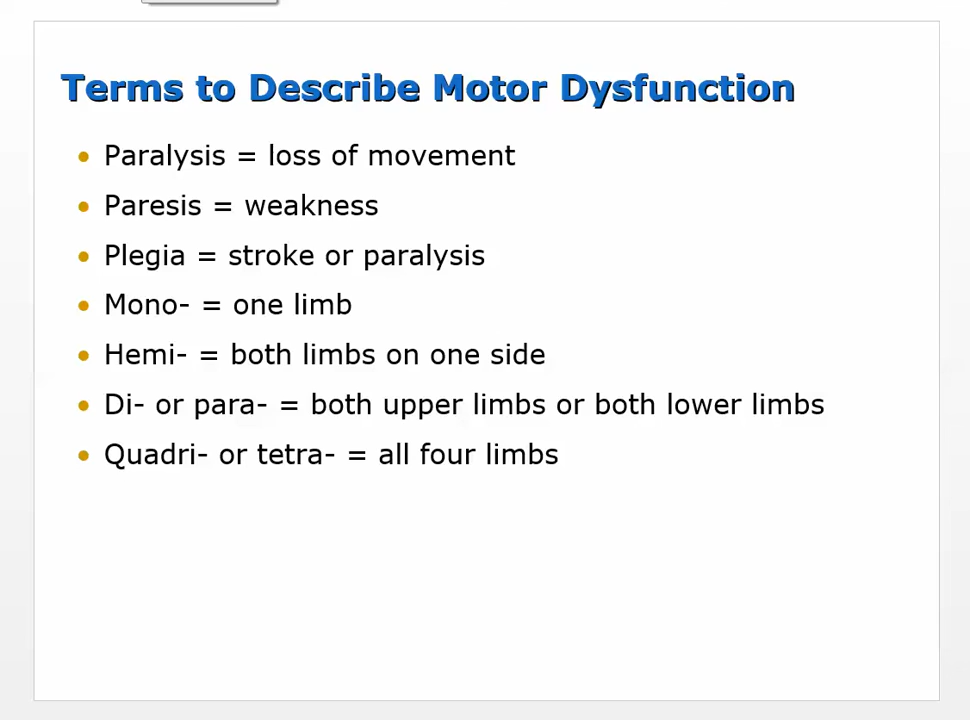 Terms to Describe Motor Dysfunction
• Paralysis = loss of movement
• Paresis = weakness
• Plegia = stroke or paralysis
• Mono- = one limb
• Hemi- = both limbs on one side
• Di- or para- = both upper limbs or both lower limbs
• Quadri- or tetra- = all four limbs